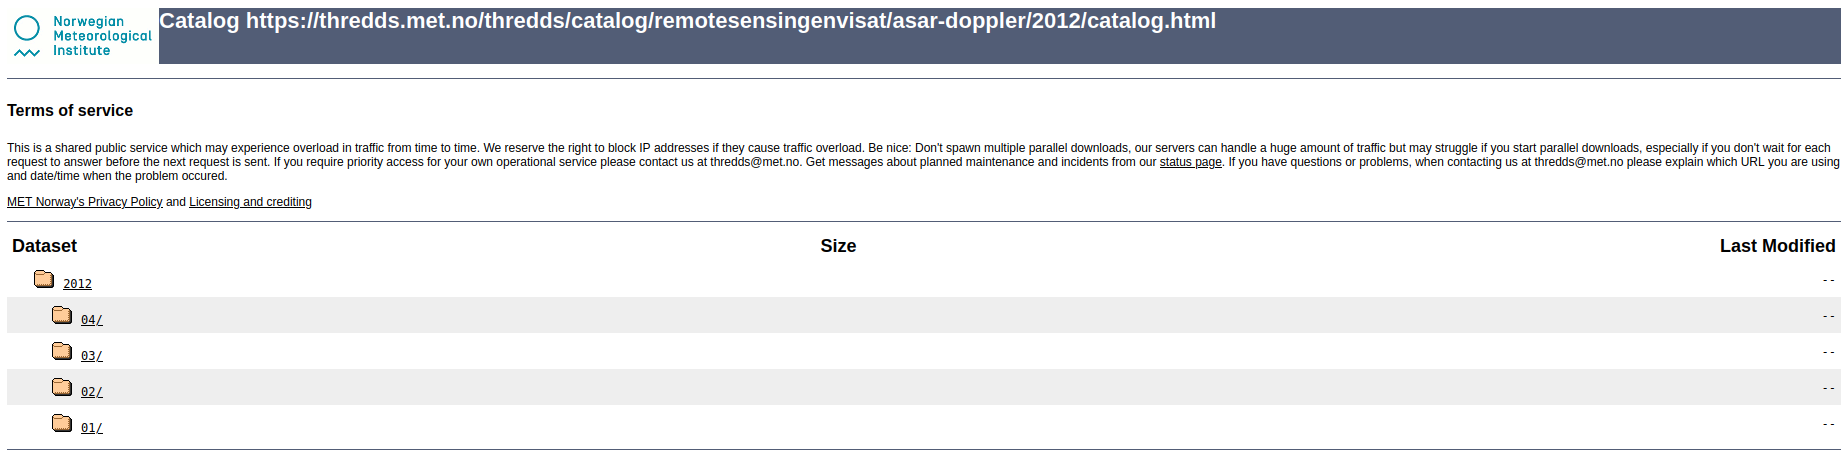 Norwegian
Meteorological
Institute
Catalog https://thredds.met.no/thredds/catalog/remotesensingenvisat/asar-doppler/2012/catalog.html
Terms of service
This is a shared public service which may experience overload in traffic from time to time. We reserve the right to block IP addresses if they cause traffic overload. Be nice: Don't spawn multiple parallel downloads, our servers can handle a huge amount of traffic but may struggle if you start parallel downloads, especially if you don't wait for each
request to answer before the next request is sent. If you require priority access for your own operational service please contact us at thredds@met.no. Get messages about planned maintenance and incidents from our status page. If you have questions or problems, when contacting us at thredds@met.no please explain which URL you are using
and date/time when the problem occured.
MET Norway's Privacy Policy and Licensing and crediting
Dataset Size Last Modified
2012 --
04/ --
03/ --
02/ --
01/ --